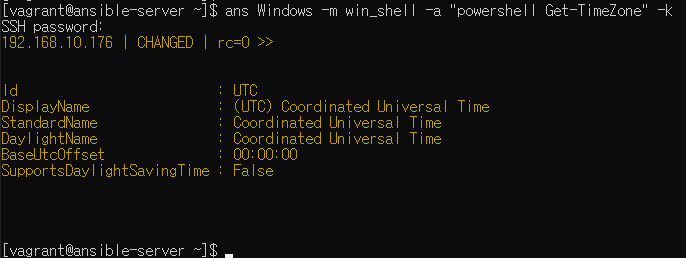 [vagrant@ansible-server ~]$ ans Windows -m win_shell -a "powershell Get-TimeZone" -k
SSH password:
192.168.10.176 | CHANGED | rc=0 >>
Id : UTC
DisplayName : (UTC) Coordinated Universal Time
StandardName : Coordinated Universal Time
DaylightName : Coordinated Universal Time
BaseUtcOffset : 00:00:00
SupportsDaylightSavingTime : False
[vagrant@ansible-server ~]$